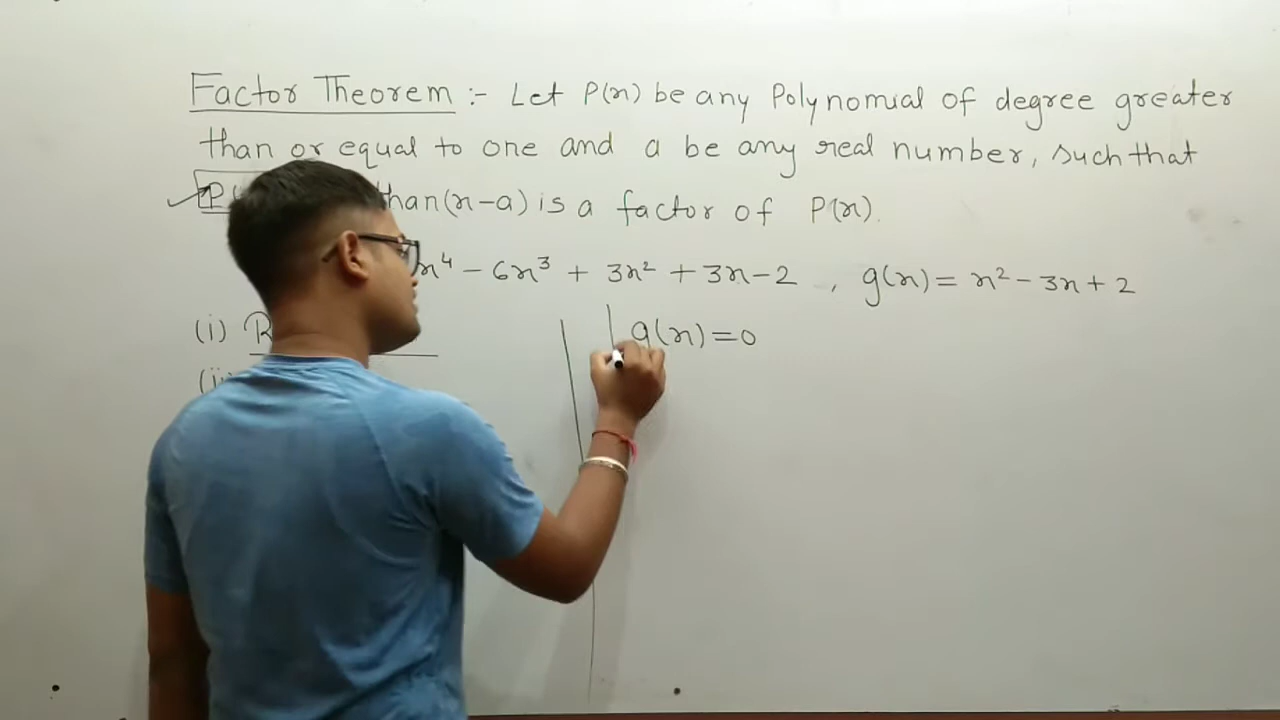 Factor Theorem :- Let P(x) be any Polynomial of degree greater
than or equal to one and a be any real number, such that
than (x-a) is a factor of P(x).
x⁴ - 6x³ + 3x² + 3x - 2 , g(x) = x² - 3x + 2
(i) g(x) = 0